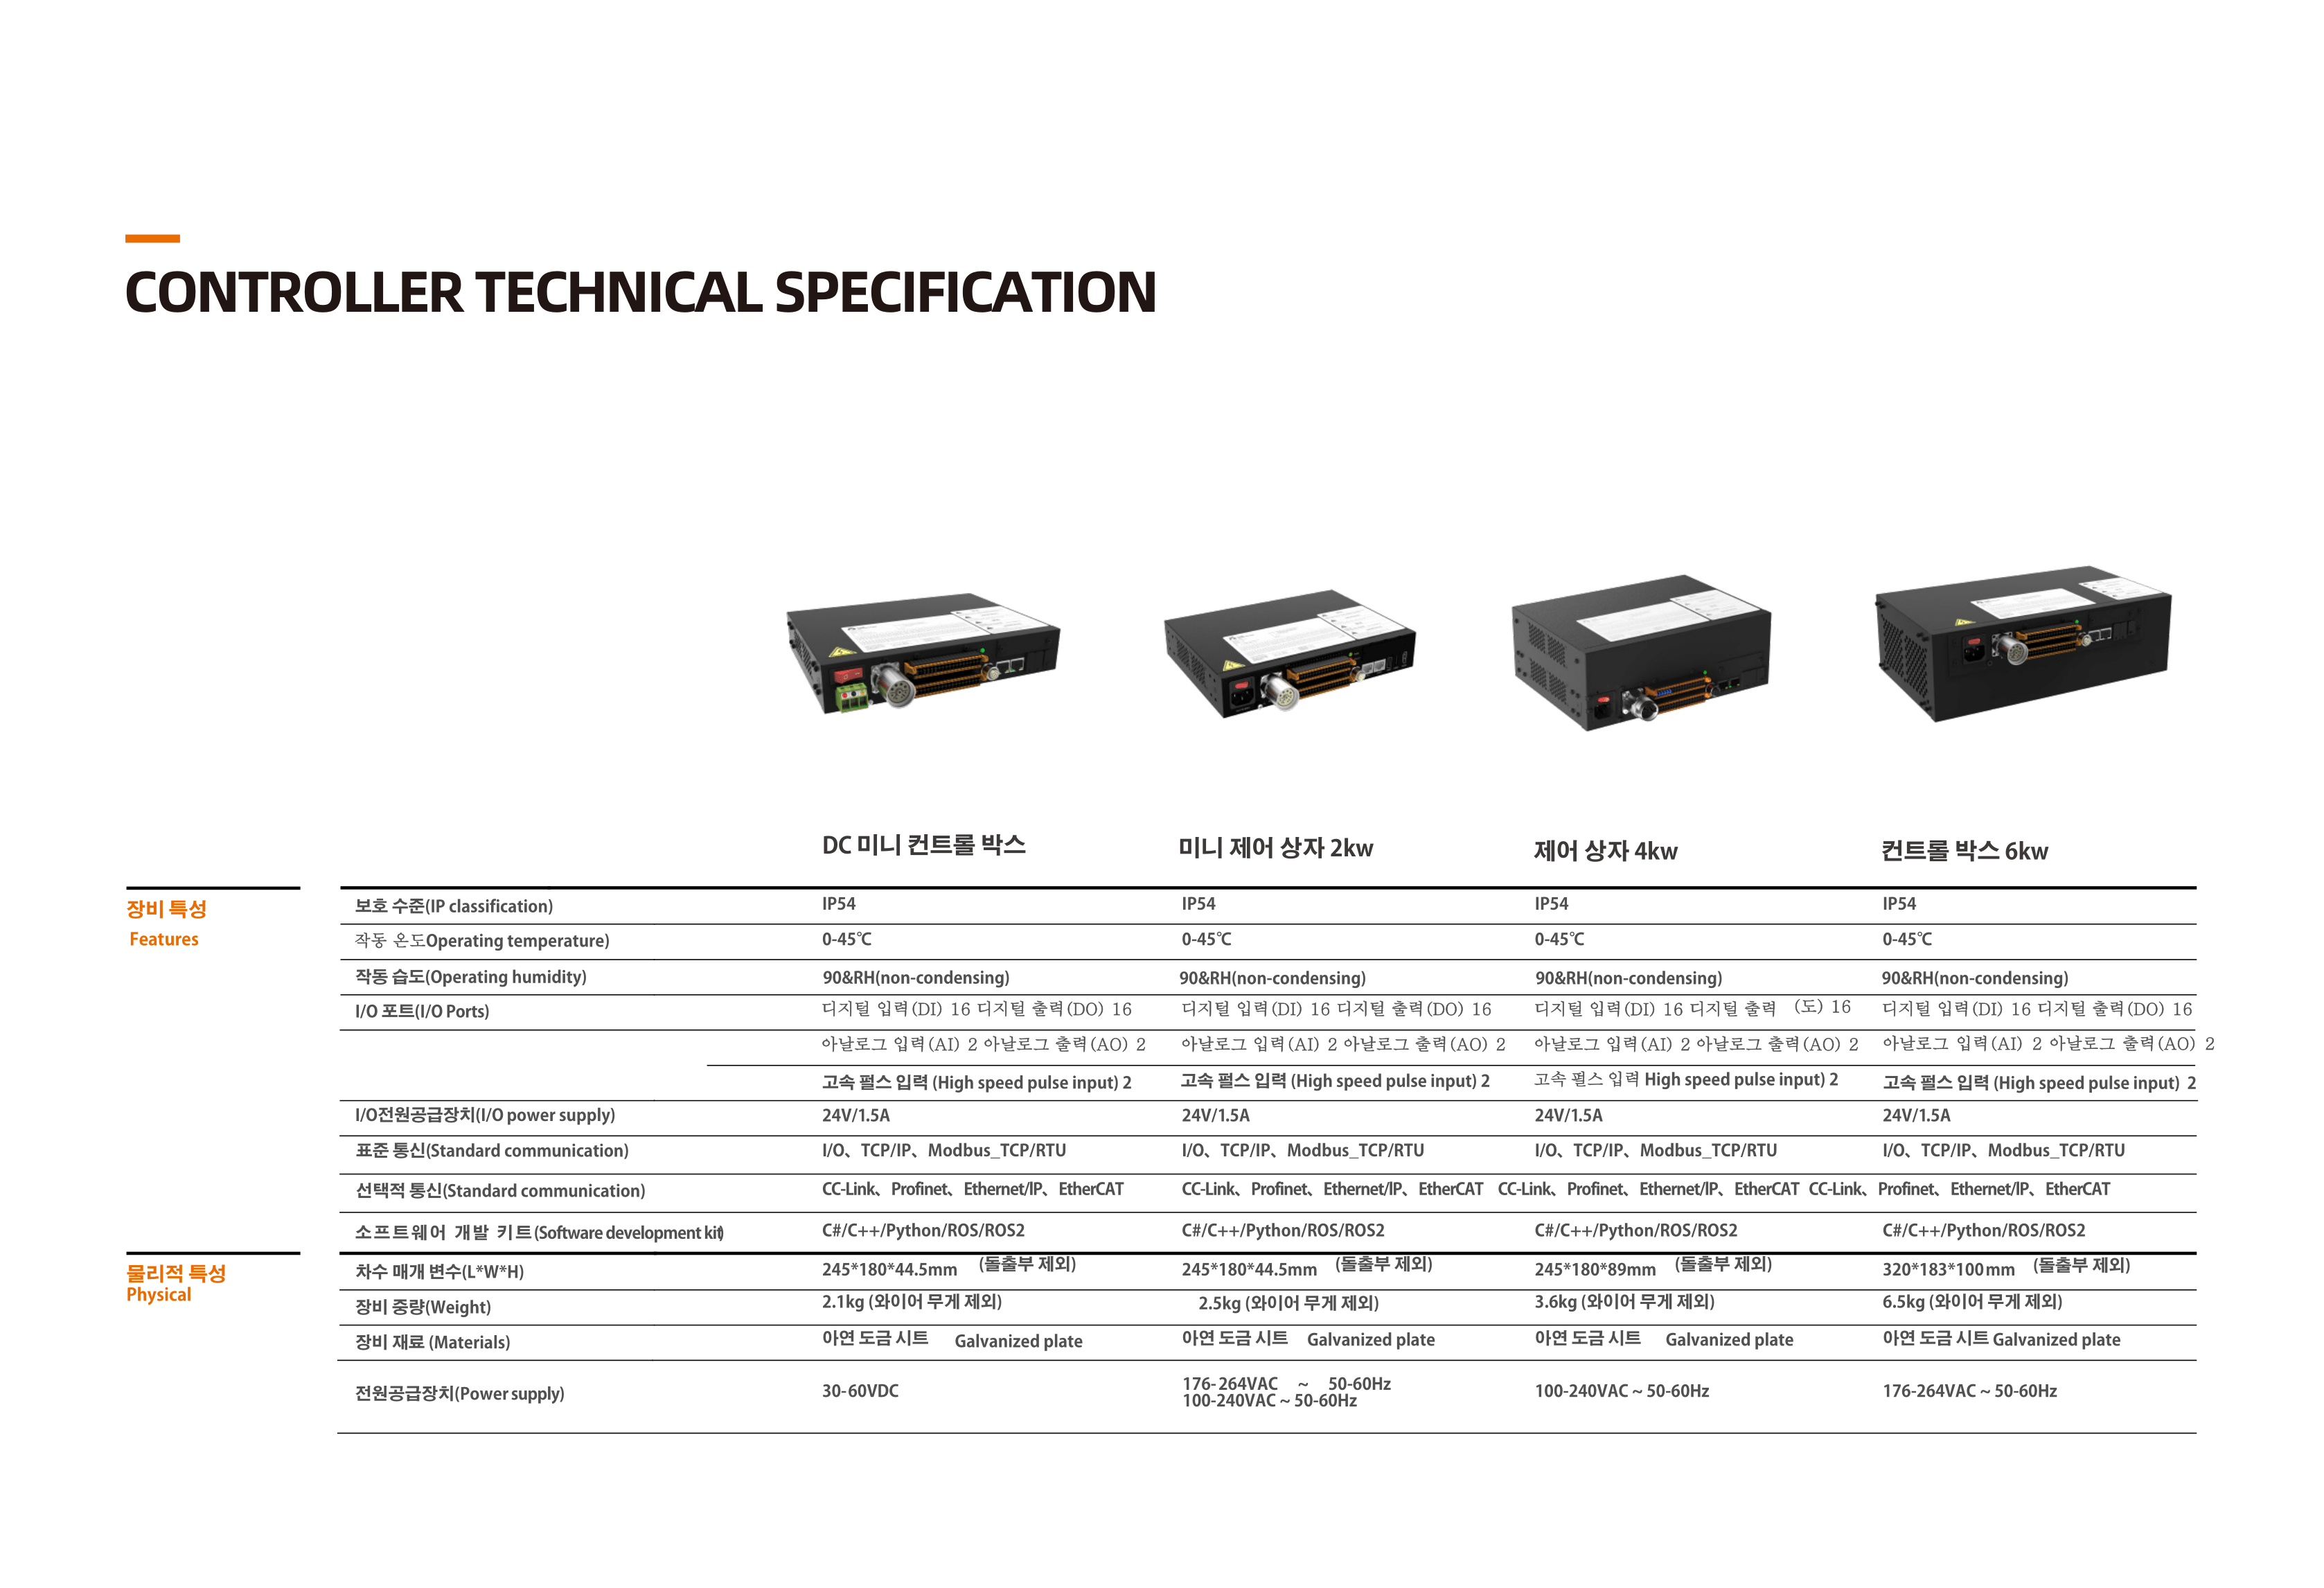 CONTROLLER TECHNICAL SPECIFICATION
DC 미니 컨트롤 박스 미니 제어 상자 2kw 제어 상자 4kw 컨트롤 박스 6kw
장비 특성
Features
보호 수준(IP classification) IP54 IP54 IP54 IP54
작동 온도Operating temperature) 0-45℃ 0-45℃ 0-45℃ 0-45℃
작동 습도(Operating humidity) 90&RH(non-condensing) 90&RH(non-condensing) 90&RH(non-condensing) 90&RH(non-condensing)
I/O 포트(I/O Ports) 디지털 입력(DI) 16 디지털 출력(DO) 16 디지털 입력(DI) 16 디지털 출력(DO) 16 디지털 입력(DI) 16 디지털 출력 (도) 16 디지털 입력(DI) 16 디지털 출력(DO) 16
아날로그 입력(AI) 2 아날로그 출력(AO) 2 아날로그 입력(AI) 2 아날로그 출력(AO) 2 아날로그 입력(AI) 2 아날로그 출력(AO) 2 아날로그 입력(AI) 2 아날로그 출력(AO) 2
고속 펄스 입력 (High speed pulse input) 2 고속 펄스 입력 (High speed pulse input) 2 고속 펄스 입력 High speed pulse input) 2 고속 펄스 입력 (High speed pulse input) 2
I/O전원공급장치(I/O power supply) 24V/1.5A 24V/1.5A 24V/1.5A 24V/1.5A
표준 통신(Standard communication) I/O、TCP/IP、Modbus_TCP/RTU I/O、TCP/IP、Modbus_TCP/RTU I/O、TCP/IP、Modbus_TCP/RTU I/O、TCP/IP、Modbus_TCP/RTU
선택적 통신(Standard communication) CC-Link、Profinet、Ethernet/IP、EtherCAT CC-Link、Profinet、Ethernet/IP、EtherCAT CC-Link、Profinet、Ethernet/IP、EtherCAT CC-Link、Profinet、Ethernet/IP、EtherCAT
소프트웨어 개발 키트(Software development kit) C#/C++/Python/ROS/ROS2 C#/C++/Python/ROS/ROS2 C#/C++/Python/ROS/ROS2 C#/C++/Python/ROS/ROS2
물리적 특성
Physical
차수 매개 변수(L*W*H) 245*180*44.5mm (돌출부 제외) 245*180*44.5mm (돌출부 제외) 245*180*89mm (돌출부 제외) 320*183*100mm (돌출부 제외)
장비 중량(Weight) 2.1kg (와이어 무게 제외) 2.5kg (와이어 무게 제외) 3.6kg (와이어 무게 제외) 6.5kg (와이어 무게 제외)
장비 재료 (Materials) 아연 도금 시트 Galvanized plate 아연 도금 시트 Galvanized plate 아연 도금 시트 Galvanized plate 아연 도금 시트 Galvanized plate
전원공급장치(Power supply) 30-60VDC 176-264VAC ~ 50-60Hz 100-240VAC ~ 50-60Hz 176-264VAC ~ 50-60Hz
100-240VAC ~ 50-60Hz